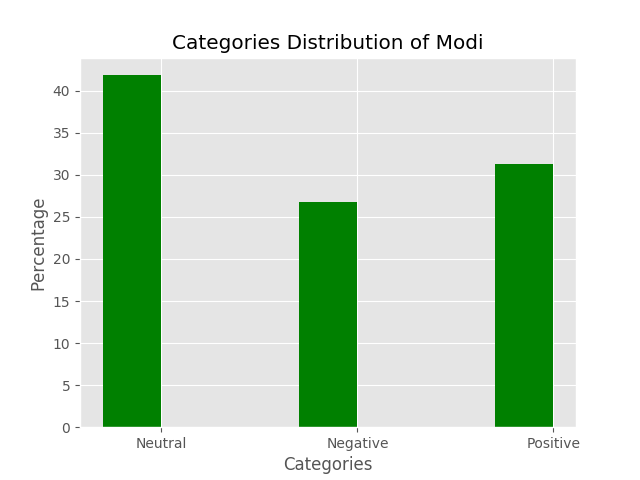 Categories Distribution of Modi
Percentage
40
35
30
25
20
15
10
5
0
Neutral Negative Positive
Categories